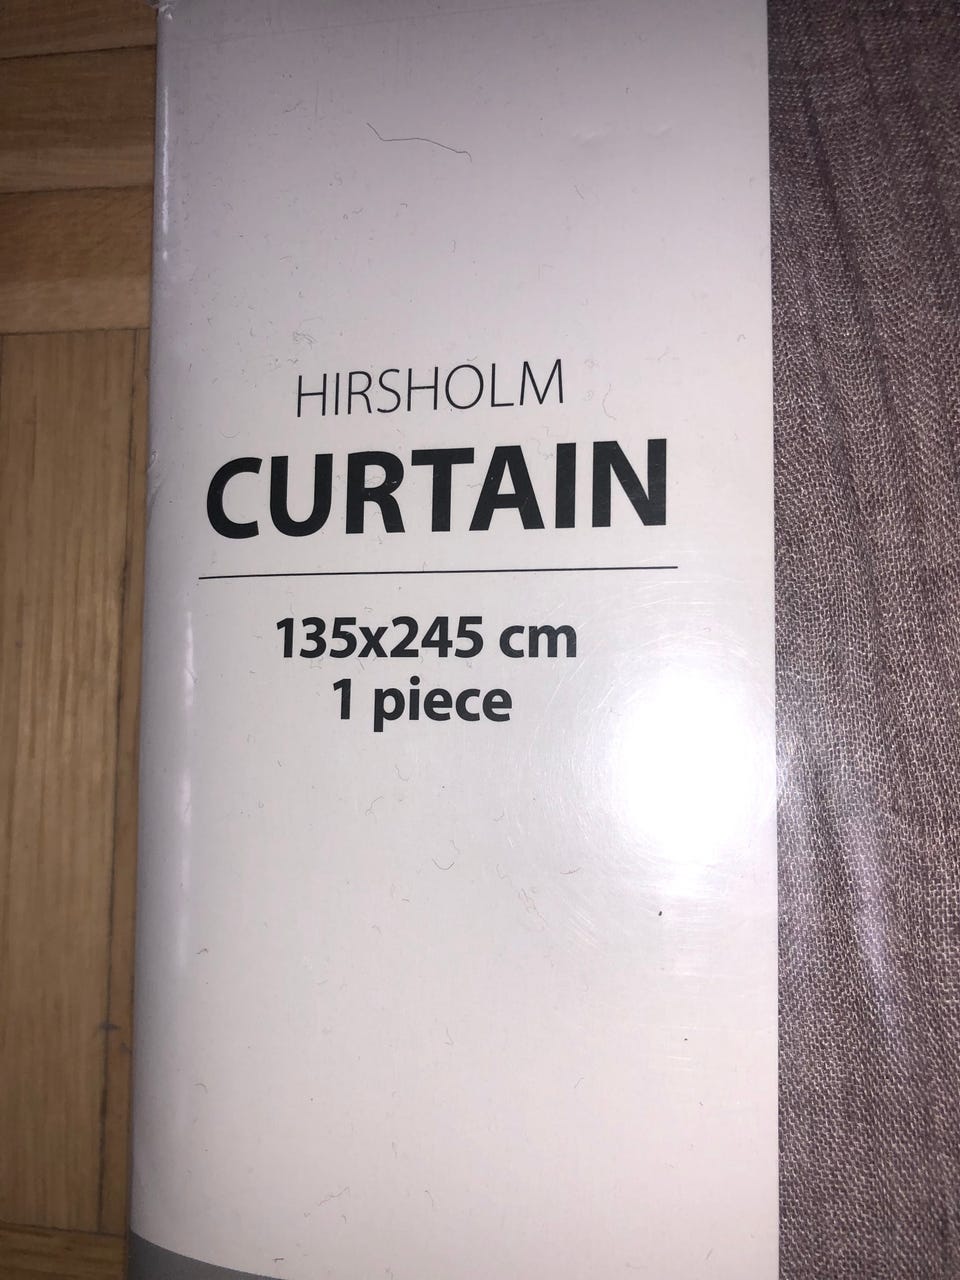 HIRSHOLM
CURTAIN
135x245 cm
1 piece